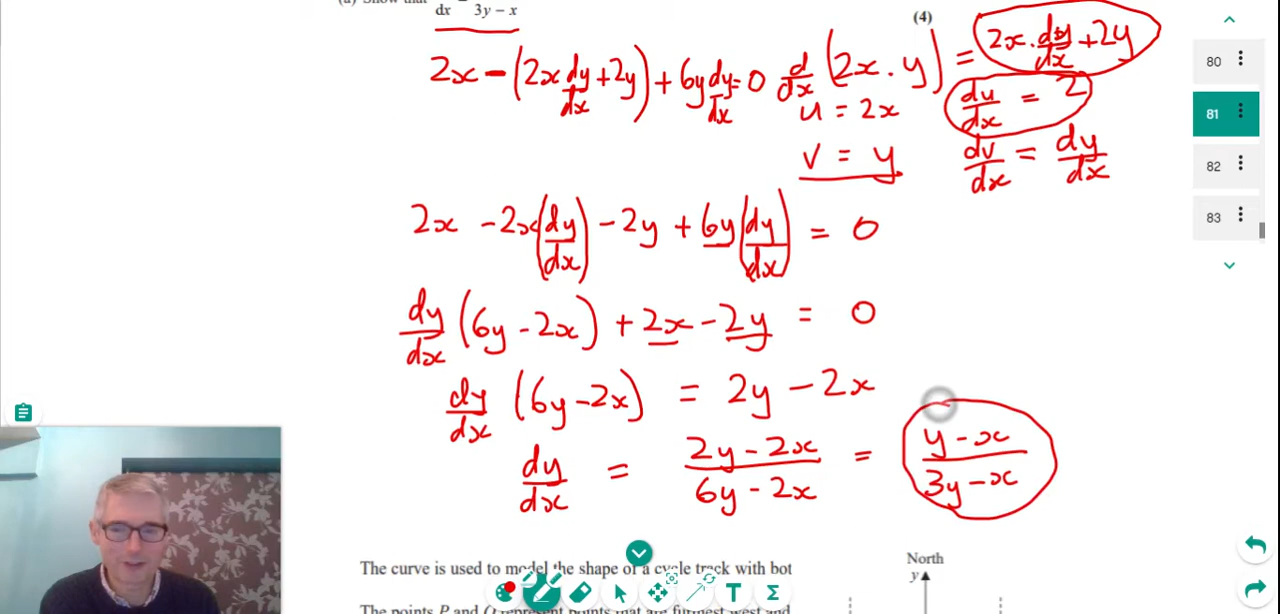 dx 3y − x
(4)
2x − (2x dy/dx + 2y) + 6y dy/dx = 0
d/dx (2x · y) = 2x · dy/dx + 2y
u = 2x
du/dx = 2
v = y
dv/dx = dy/dx
2x − 2x (dy/dx) − 2y + 6y (dy/dx) = 0
dy/dx (6y − 2x) + 2x − 2y = 0
dy/dx (6y − 2x) = 2y − 2x
dy/dx = (2y − 2x)/(6y − 2x) = (y − x)/(3y − x)
The curve is used to model the shape of a cycle track with bot
The points P and Q represent points that are furthest west and
North
y
T
Σ
80
81
82
83